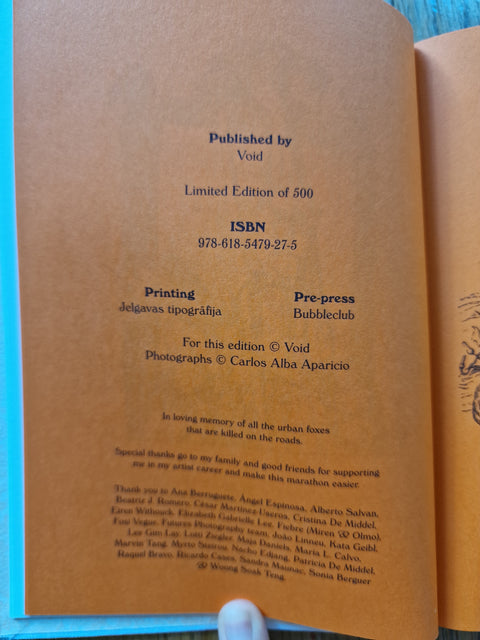 Published by
Void
Limited Edition of 500
ISBN
978-618-5479-27-5
Printing
Jelgavas tipogrāfija
Pre-press
Bubbleclub
For this edition © Void
Photographs © Carlos Alba Aparicio
In loving memory of all the urban foxes
that are killed on the roads.
Special thanks go to my family and good friends for supporting
me in my artist career and make this marathon easier.
Thank you to Ana Berruguete, Ángel Espinosa, Alberto Salván,
Beatriz J. Romero, César Martínez-Useros, Cristina De Middel,
Eiren Withouck, Elizabeth Gabrielle Lee, Fiebre (Miren & Olmo),
Fosi Vegue, Futures Photography team, João Linneu, Kata Geibl,
Lee Gim Lay, Loto Ziegler, Maja Daniels, María L. Calvo,
Marvin Tang, Myrto Steirou, Nacho Ediang, Patricia De Middel,
Raquel Bravo, Ricardo Cases, Sandra Maunac, Sonia Berguer
& Woong Soak Teng.